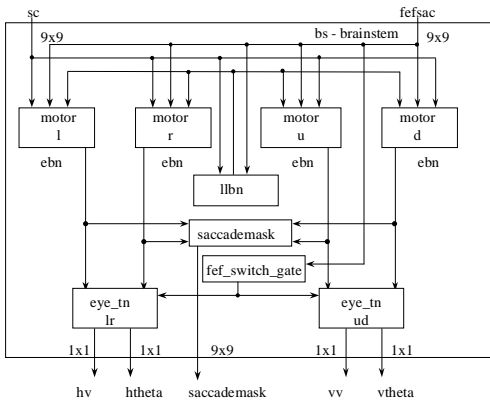 sc fefsac
9x9 bs - brainstem 9x9
motor motor motor motor
l r u d
ebn ebn ebn ebn
llbn
saccademask
fef_switch_gate
eye_tn eye_tn
lr ud
1x1 1x1 9x9 1x1 1x1
hv htheta saccademask vv vtheta